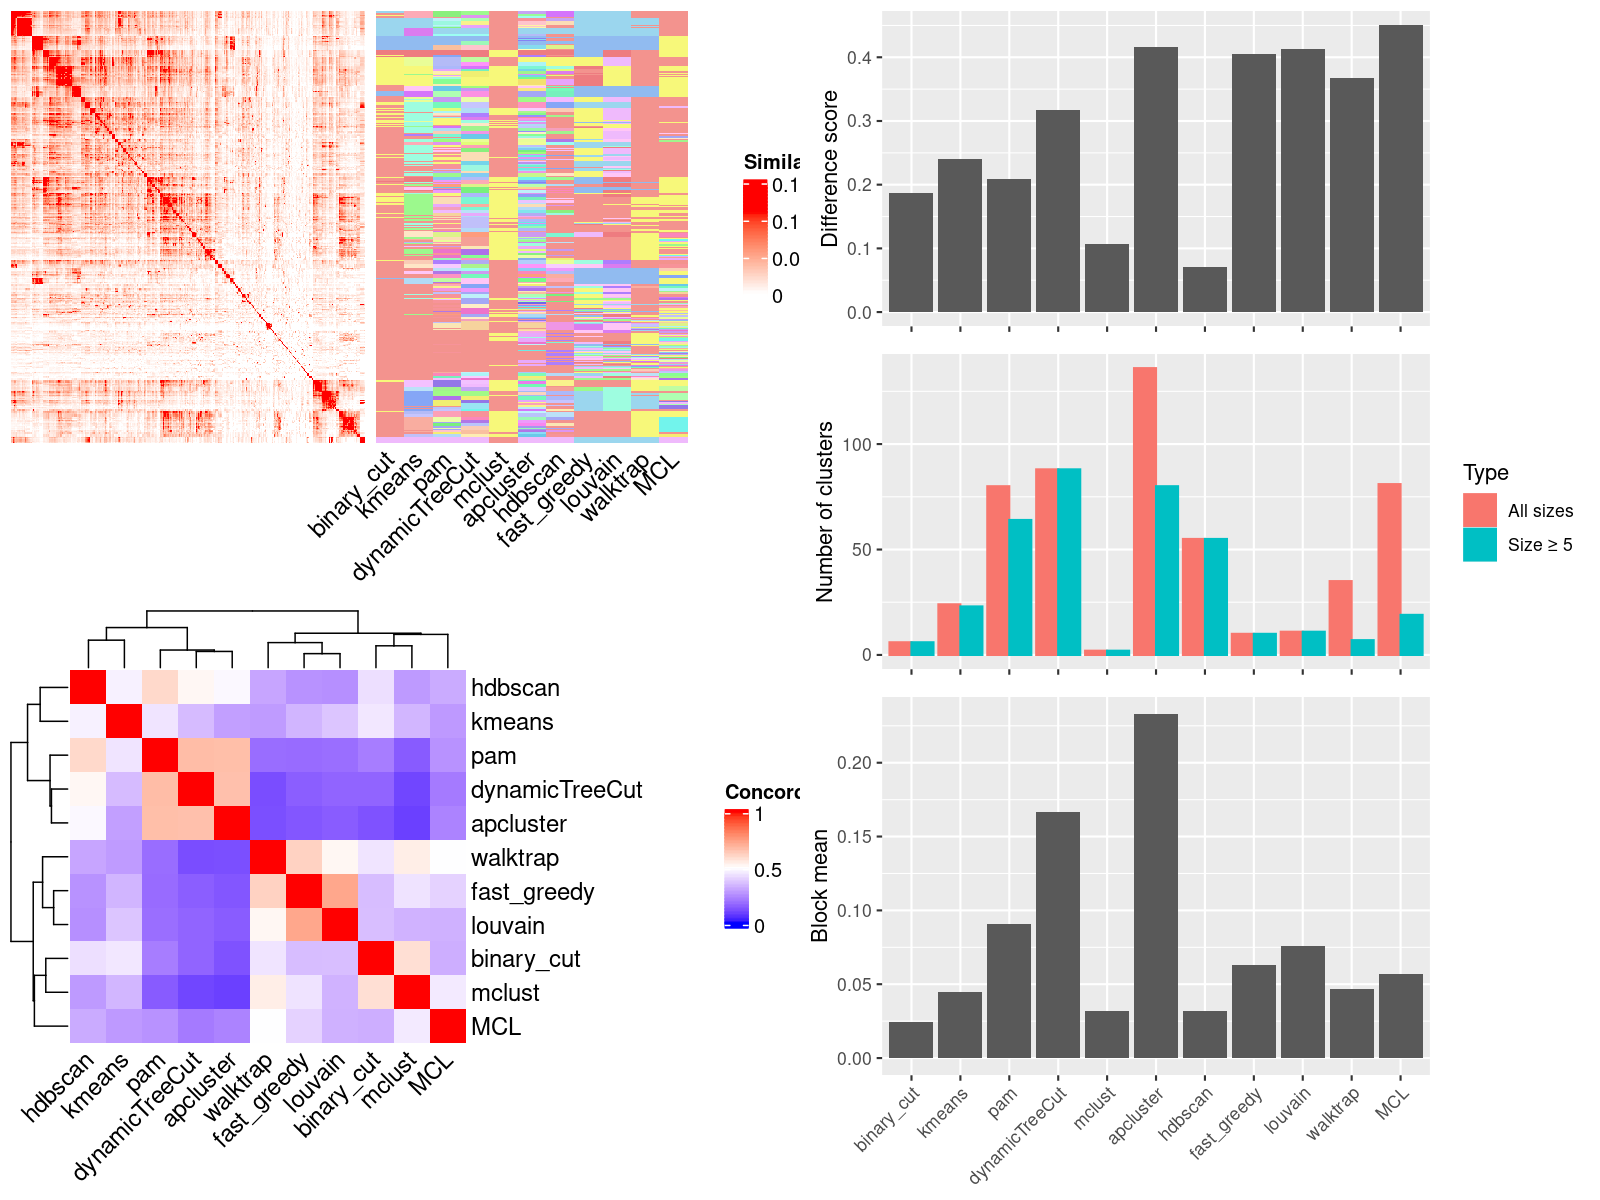 Simila
0.1
0.1
0.0
0
binary_cut
kmeans
pam
dynamicTreeCut
mclust
apcluster
hdbscan
fast_greedy
louvain
walktrap
MCL
hdbscan
kmeans
pam
dynamicTreeCut
apcluster
walktrap
fast_greedy
louvain
binary_cut
mclust
MCL
Concord
1
0.5
0
hdbscan
kmeans
pam
dynamicTreeCut
apcluster
walktrap
fast_greedy
louvain
binary_cut
mclust
MCL
Difference score
0.4
0.3
0.2
0.1
0.0
Number of clusters
100
50
0
Type
All sizes
Size ≥ 5
Block mean
0.20
0.15
0.10
0.05
0.00
binary_cut
kmeans
pam
dynamicTreeCut
mclust
apcluster
hdbscan
fast_greedy
louvain
walktrap
MCL